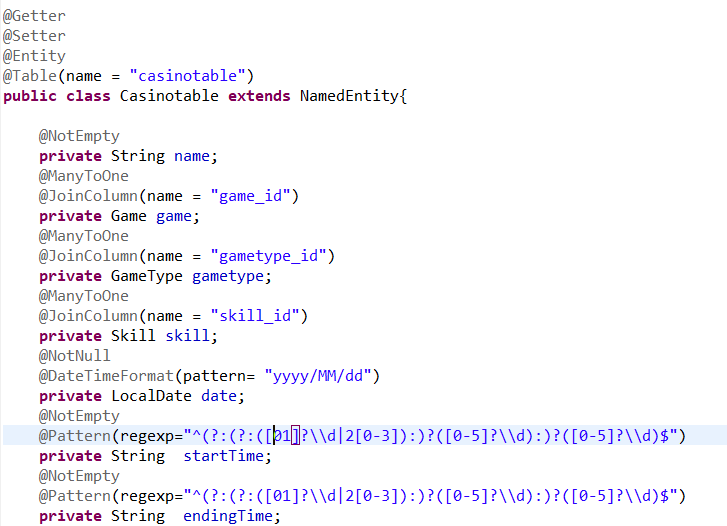 @Getter
@Setter
@Entity
@Table(name = "casinotable")
public class Casinotable extends NamedEntity{
@NotEmpty
private String name;
@ManyToOne
@JoinColumn(name = "game_id")
private Game game;
@ManyToOne
@JoinColumn(name = "gametype_id")
private GameType gametype;
@ManyToOne
@JoinColumn(name = "skill_id")
private Skill skill;
@NotNull
@DateTimeFormat(pattern= "yyyy/MM/dd")
private LocalDate date;
@NotEmpty
@Pattern(regexp="^(?:(?:([01]?\\d|2[0-3]):)?([0-5]?\\d):)?([0-5]?\\d)$")
private String  startTime;
@NotEmpty
@Pattern(regexp="^(?:(?:([01]?\\d|2[0-3]):)?([0-5]?\\d):)?([0-5]?\\d)$")
private String  endingTime;